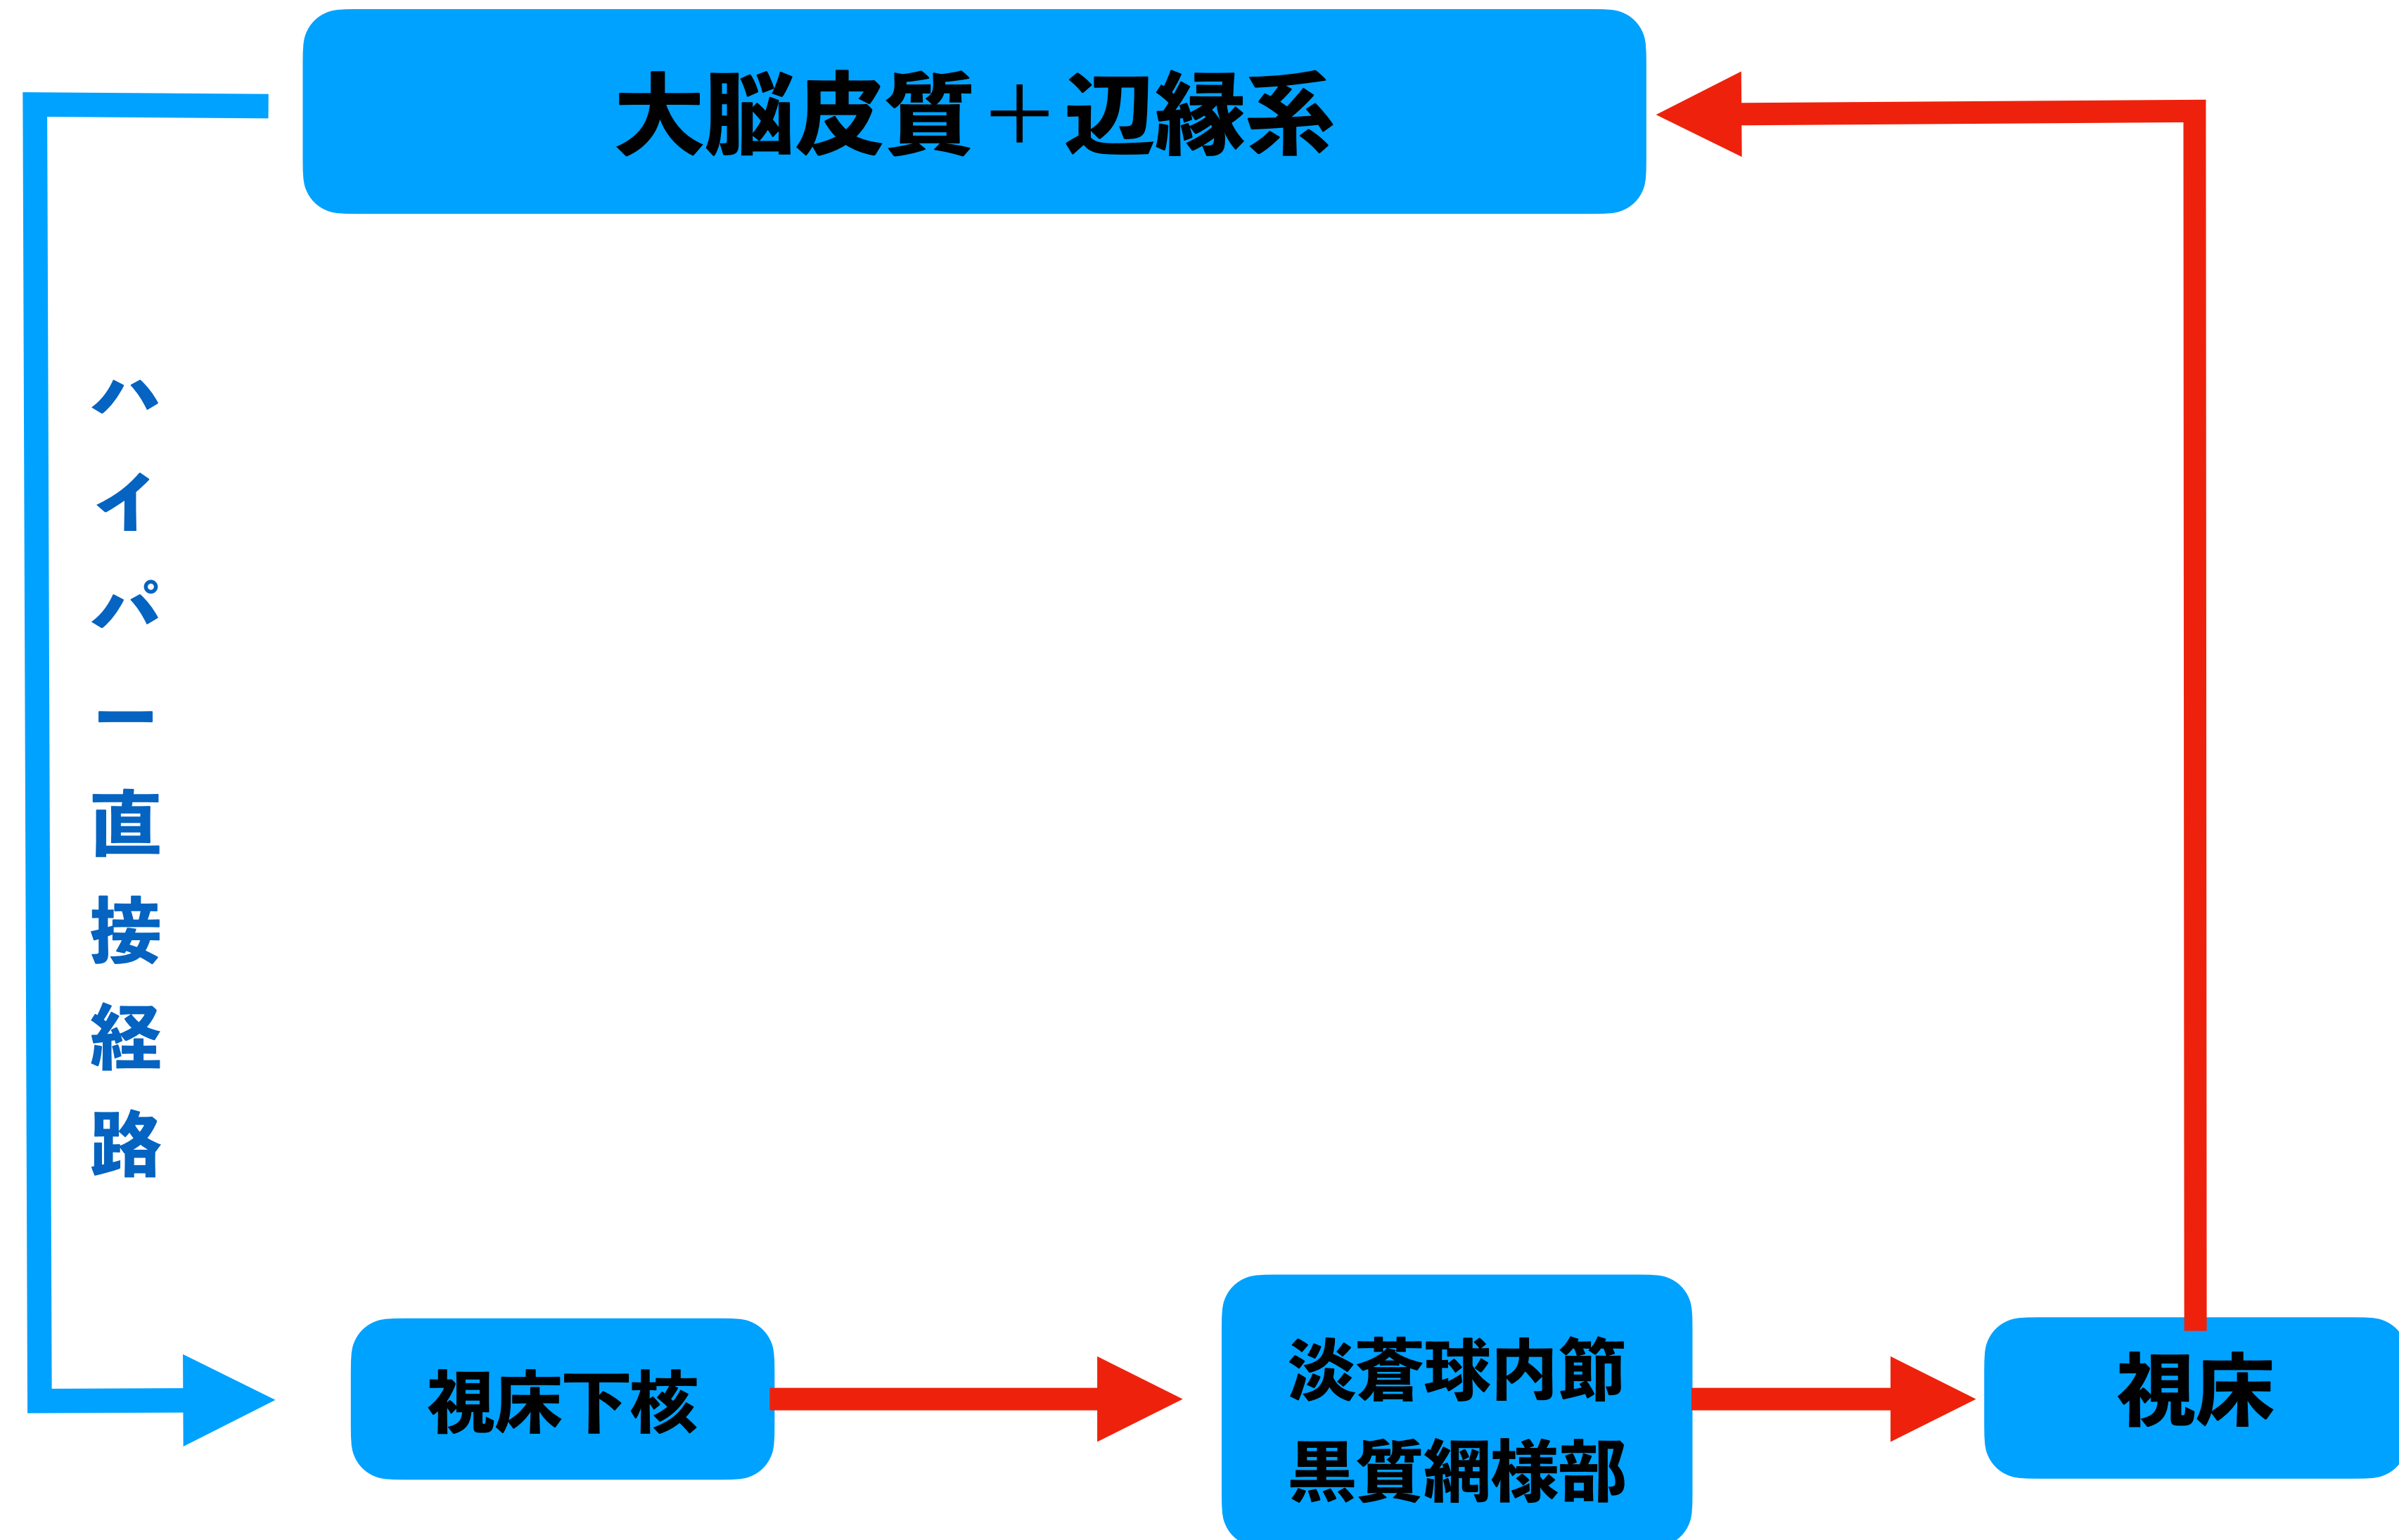 大脳皮質＋辺縁系
ハイパー直接経路
視床下核
淡蒼球内節
黒質網様部
視床